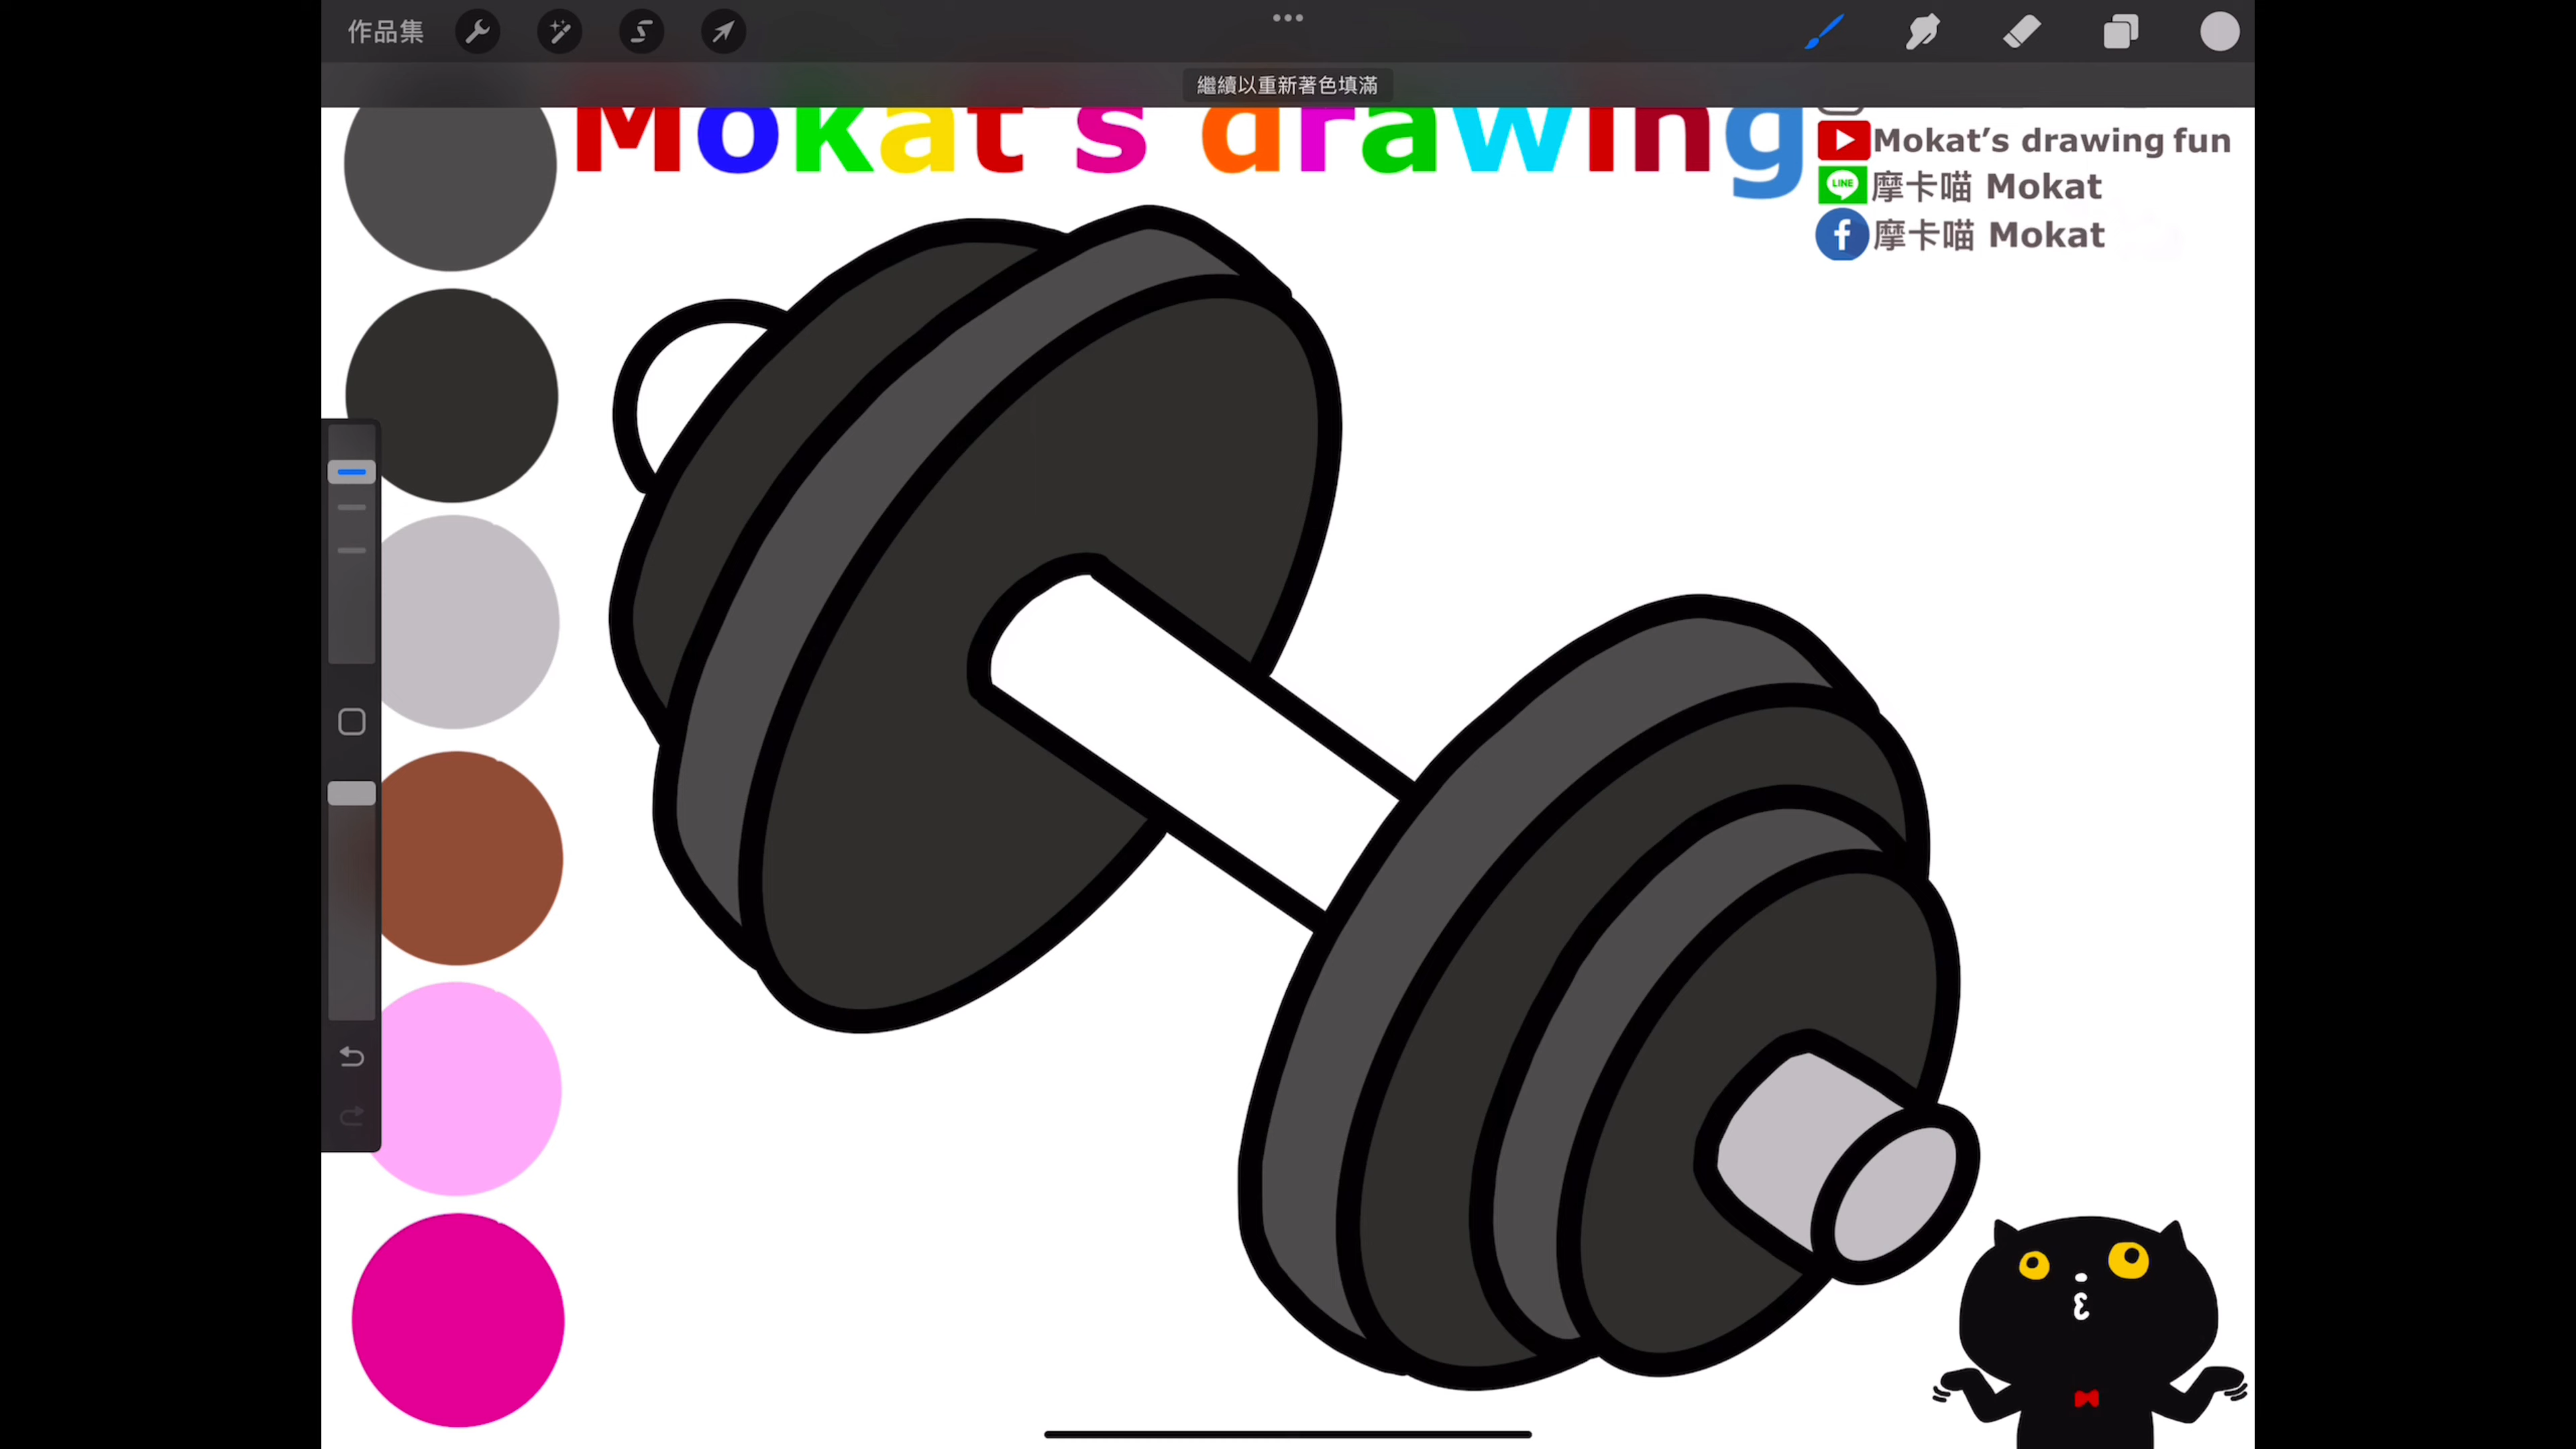 作品集
繼續以重新著色填滿
Mokat's drawing
Mokat’s drawing fun
LINE
摩卡喵 Mokat
f
摩卡喵 Mokat